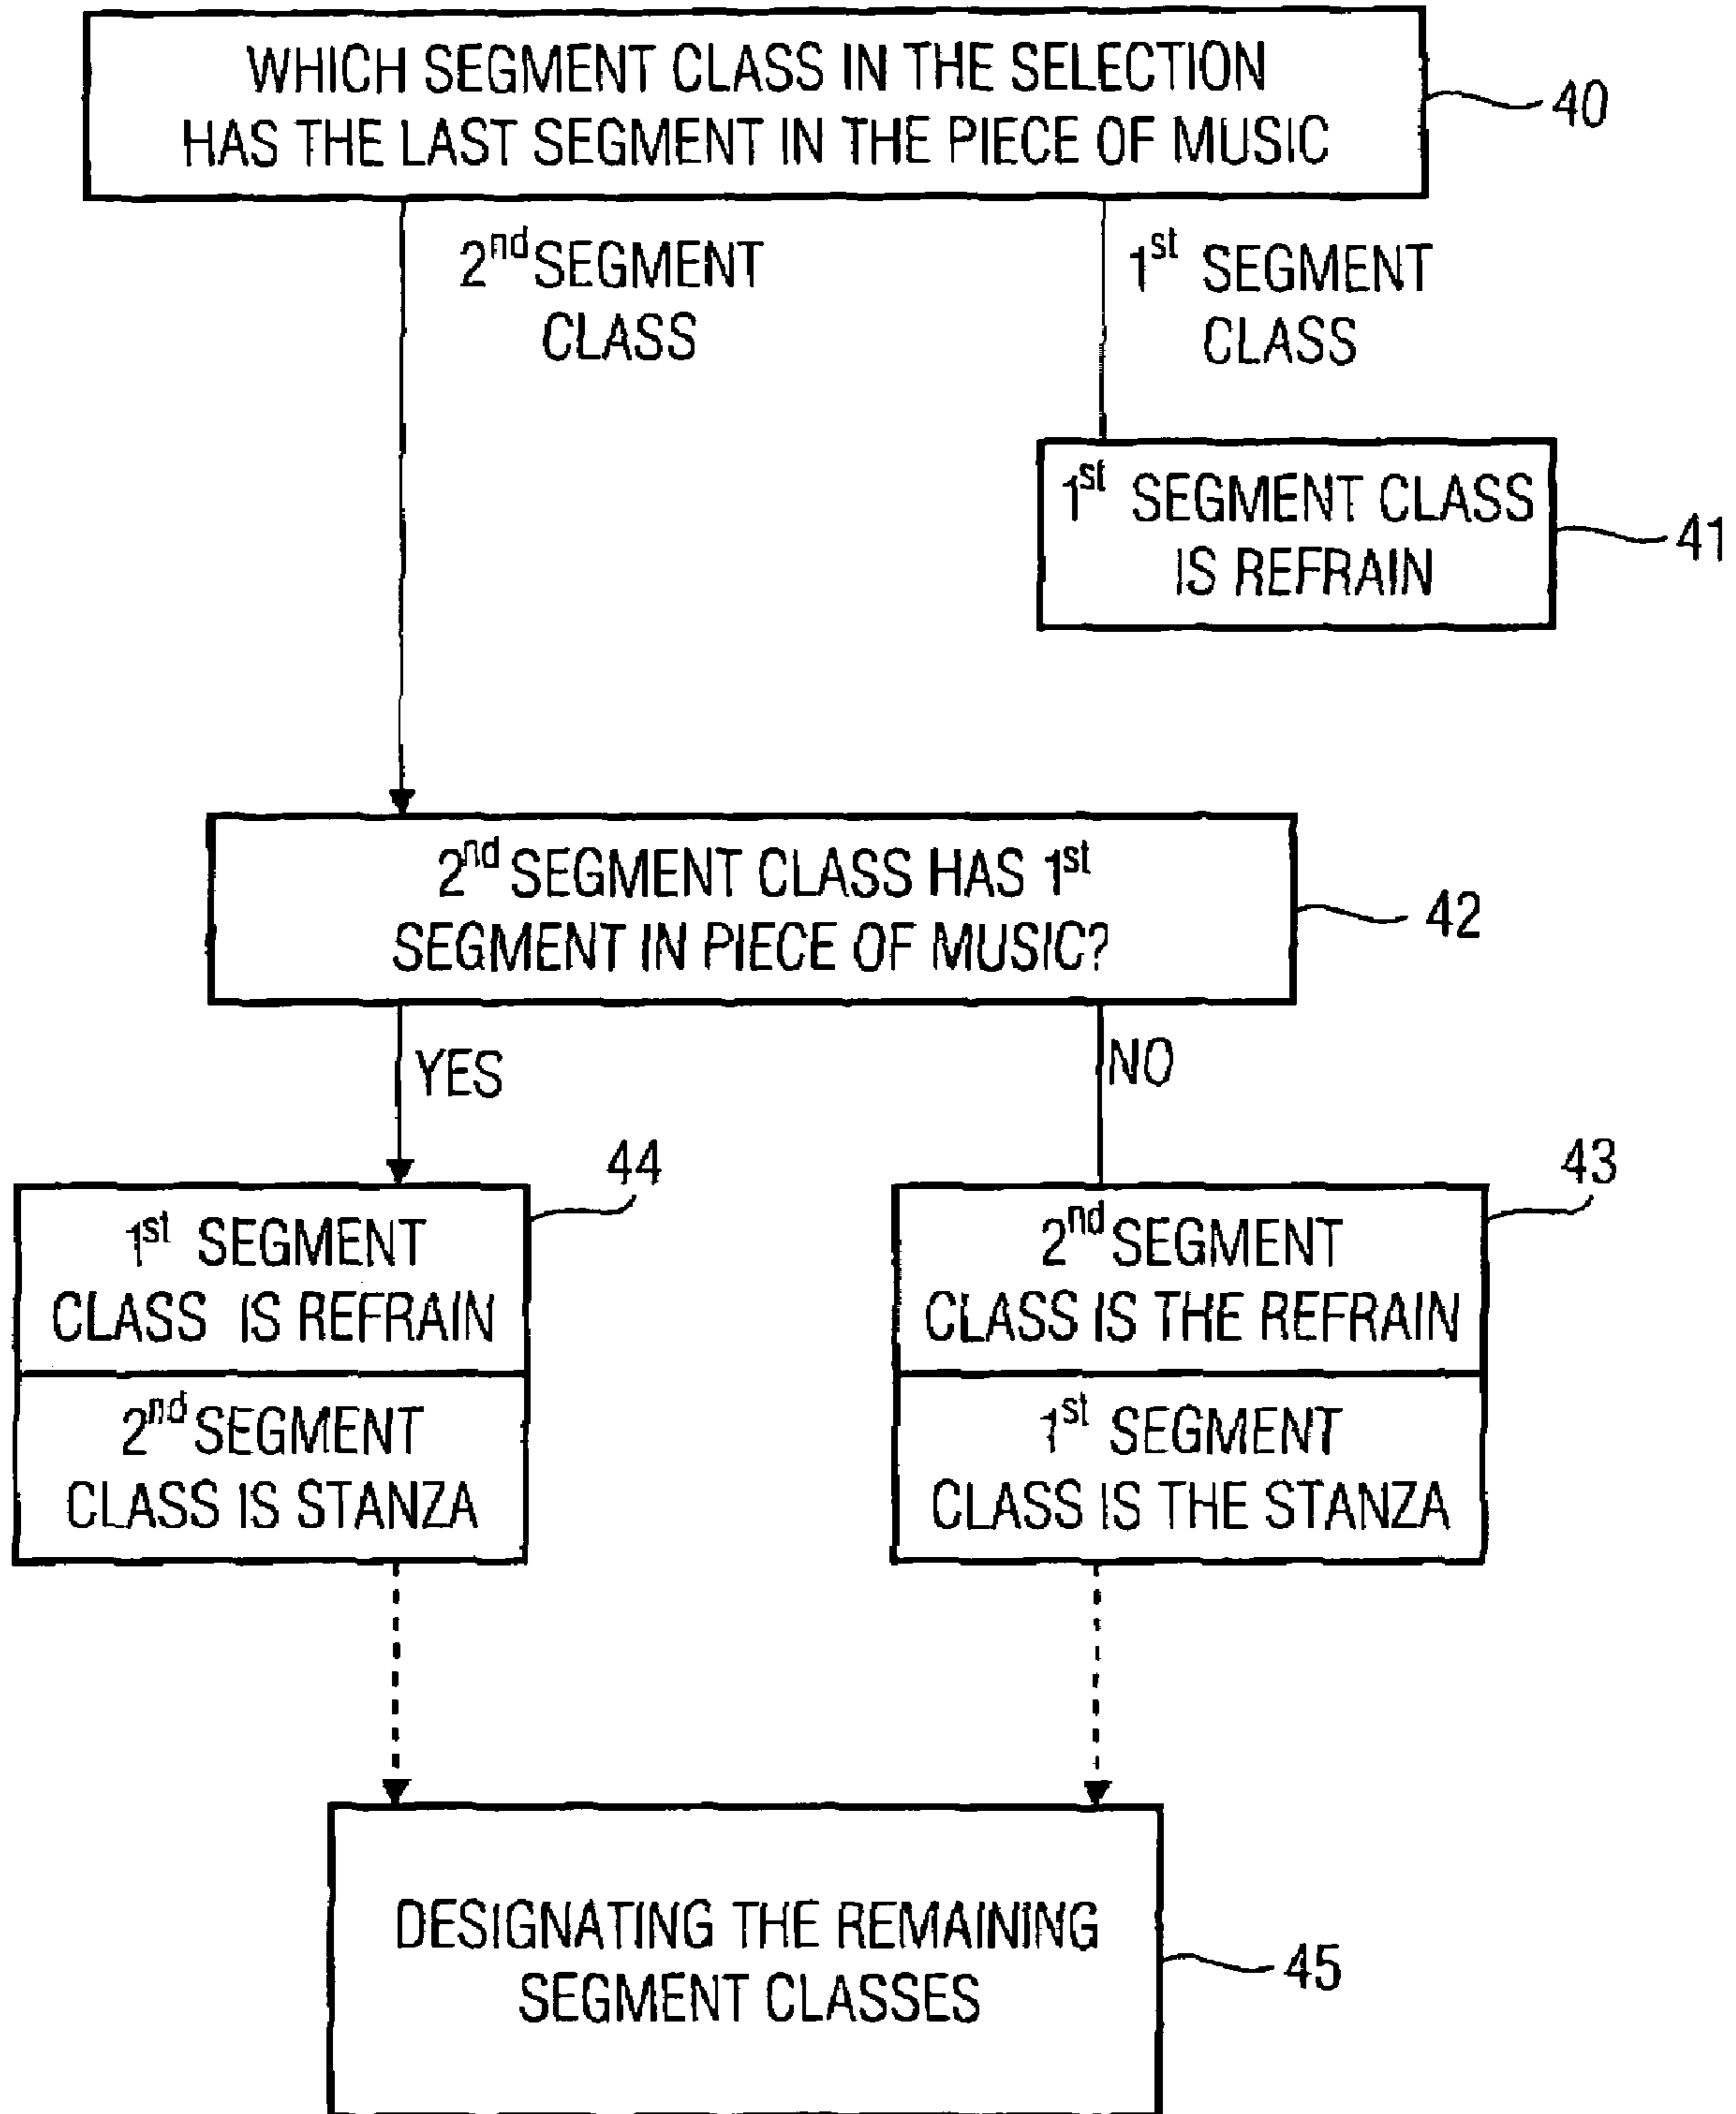 WHICH SEGMENT CLASS IN THE SELECTION
HAS THE LAST SEGMENT IN THE PIECE OF MUSIC
40
2nd SEGMENT
CLASS
1st SEGMENT
CLASS
1st SEGMENT CLASS
IS REFRAIN
41
2nd SEGMENT CLASS HAS 1st
SEGMENT IN PIECE OF MUSIC?
42
YES
NO
44
43
1st SEGMENT
CLASS IS REFRAIN
2nd SEGMENT
CLASS IS STANZA
2nd SEGMENT
CLASS IS THE REFRAIN
1st SEGMENT
CLASS IS THE STANZA
DESIGNATING THE REMAINING
SEGMENT CLASSES
45